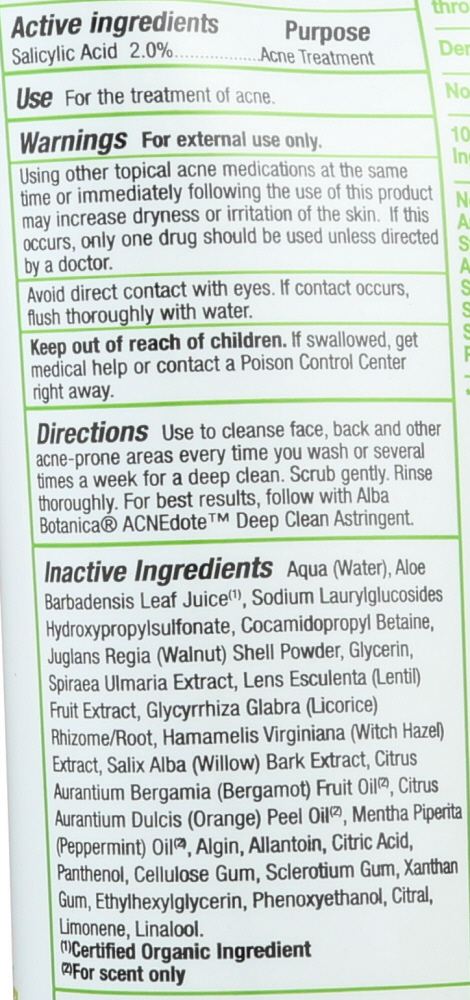 Active ingredients Purpose
Salicylic Acid 2.0%..................Acne Treatment
Use For the treatment of acne.
Warnings For external use only.
Using other topical acne medications at the same
time or immediately following the use of this product
may increase dryness or irritation of the skin. If this
occurs, only one drug should be used unless directed
by a doctor.
Avoid direct contact with eyes. If contact occurs,
flush thoroughly with water.
Keep out of reach of children. If swallowed, get
medical help or contact a Poison Control Center
right away.
Directions Use to cleanse face, back and other
acne-prone areas every time you wash or several
times a week for a deep clean. Scrub gently. Rinse
thoroughly. For best results, follow with Alba
Botanica® ACNEdote™ Deep Clean Astringent.
Inactive Ingredients Aqua (Water), Aloe
Barbadensis Leaf Juice⁽¹⁾, Sodium Laurylglucosides
Hydroxypropylsulfonate, Cocamidopropyl Betaine,
Juglans Regia (Walnut) Shell Powder, Glycerin,
Spiraea Ulmaria Extract, Lens Esculenta (Lentil)
Fruit Extract, Glycyrrhiza Glabra (Licorice)
Rhizome/Root, Hamamelis Virginiana (Witch Hazel)
Extract, Salix Alba (Willow) Bark Extract, Citrus
Aurantium Bergamia (Bergamot) Fruit Oil⁽²⁾, Citrus
Aurantium Dulcis (Orange) Peel Oil⁽²⁾, Mentha Piperita
(Peppermint) Oil⁽²⁾, Algin, Allantoin, Citric Acid,
Panthenol, Cellulose Gum, Sclerotium Gum, Xanthan
Gum, Ethylhexylglycerin, Phenoxyethanol, Citral,
Limonene, Linalool.
⁽¹⁾Certified Organic Ingredient
⁽²⁾For scent only
thro
Der
No
10
In